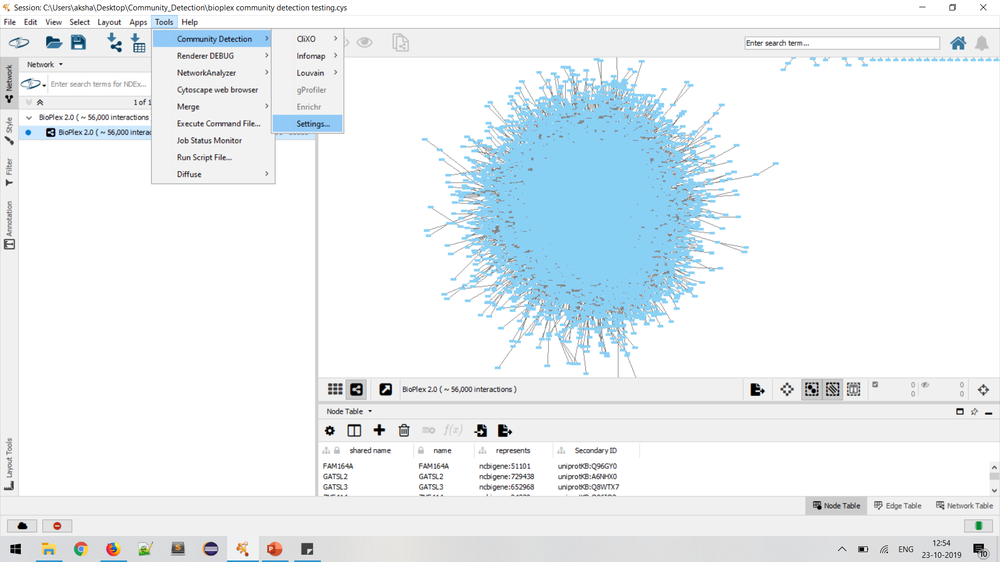 Session: C:\Users\aksha\Desktop\Community_Detection\bioplex community detection testing.cys
File Edit View Select Layout Apps Tools Help
Enter search term...
Community Detection
Renderer DEBUG
NetworkAnalyzer
Cytoscape web browser
Merge
Execute Command File...
Job Status Monitor
Run Script File...
Diffuse
CliXO
Infomap
Louvain
gProfiler
Enrichr
Settings...
Network
Style
Filter
Annotation
Layout Tools
Network
Enter search terms for NDEx...
1 of 1
BioPlex 2.0 ( ~ 56,000 interactions
BioPlex 2.0 ( ~ 56,000 interac
BioPlex 2.0 ( ~ 56,000 interactions )
0 0
0 0
Node Table
f(x)
shared name name represents Secondary ID
FAM164A FAM164A ncbigene:51101 uniprotKB:Q96GY0
GATSL2 GATSL2 ncbigene:729438 uniprotKB:A6NHX0
GATSL3 GATSL3 ncbigene:652968 uniprotKB:Q8WTX7
Node Table Edge Table Network Table
ENG
12:54
23-10-2019
10